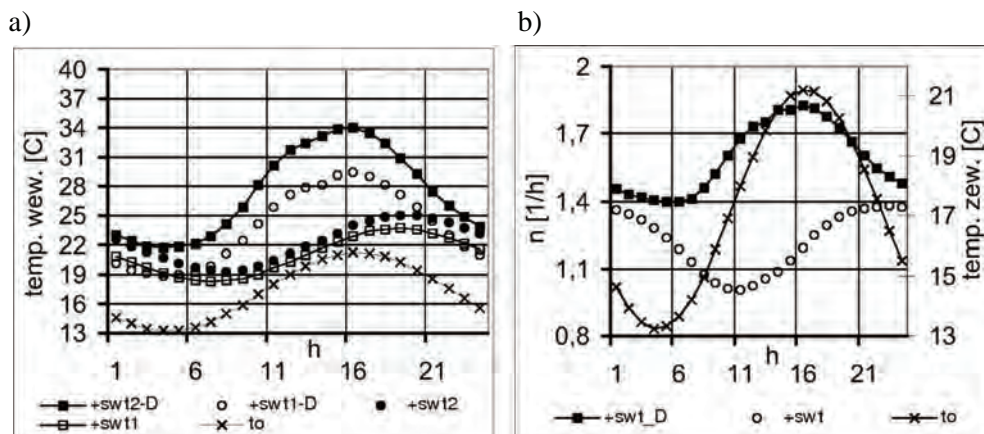 a)
temp. wew. [C]
40
37
34
31
28
25
22
19
16
13
1
6
11
16
21
h
+swt2-D
+swt1-D
+swt2
+swt1
to
b)
n [1/h]
2
1,7
1,4
1,1
0,8
21
19
17
15
13
temp. zew. [C]
h
1
6
11
16
21
+swt_D
+swt
to